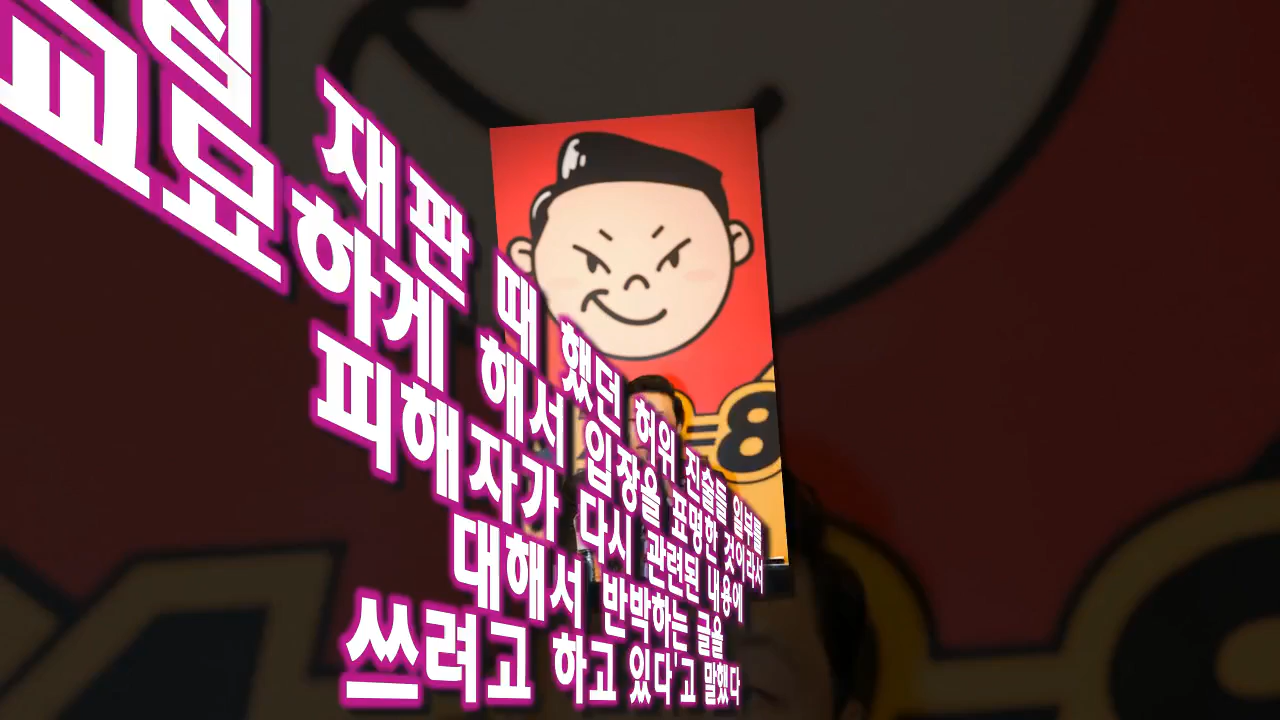 재판 때 했던 허위 진술들 일부를
교묘하게 해서 입장을 표명한 것이라서
피해자가 다시 관련된 내용에
대해서 반박하는 글을
쓰려고 하고 있다'고 말했다
8